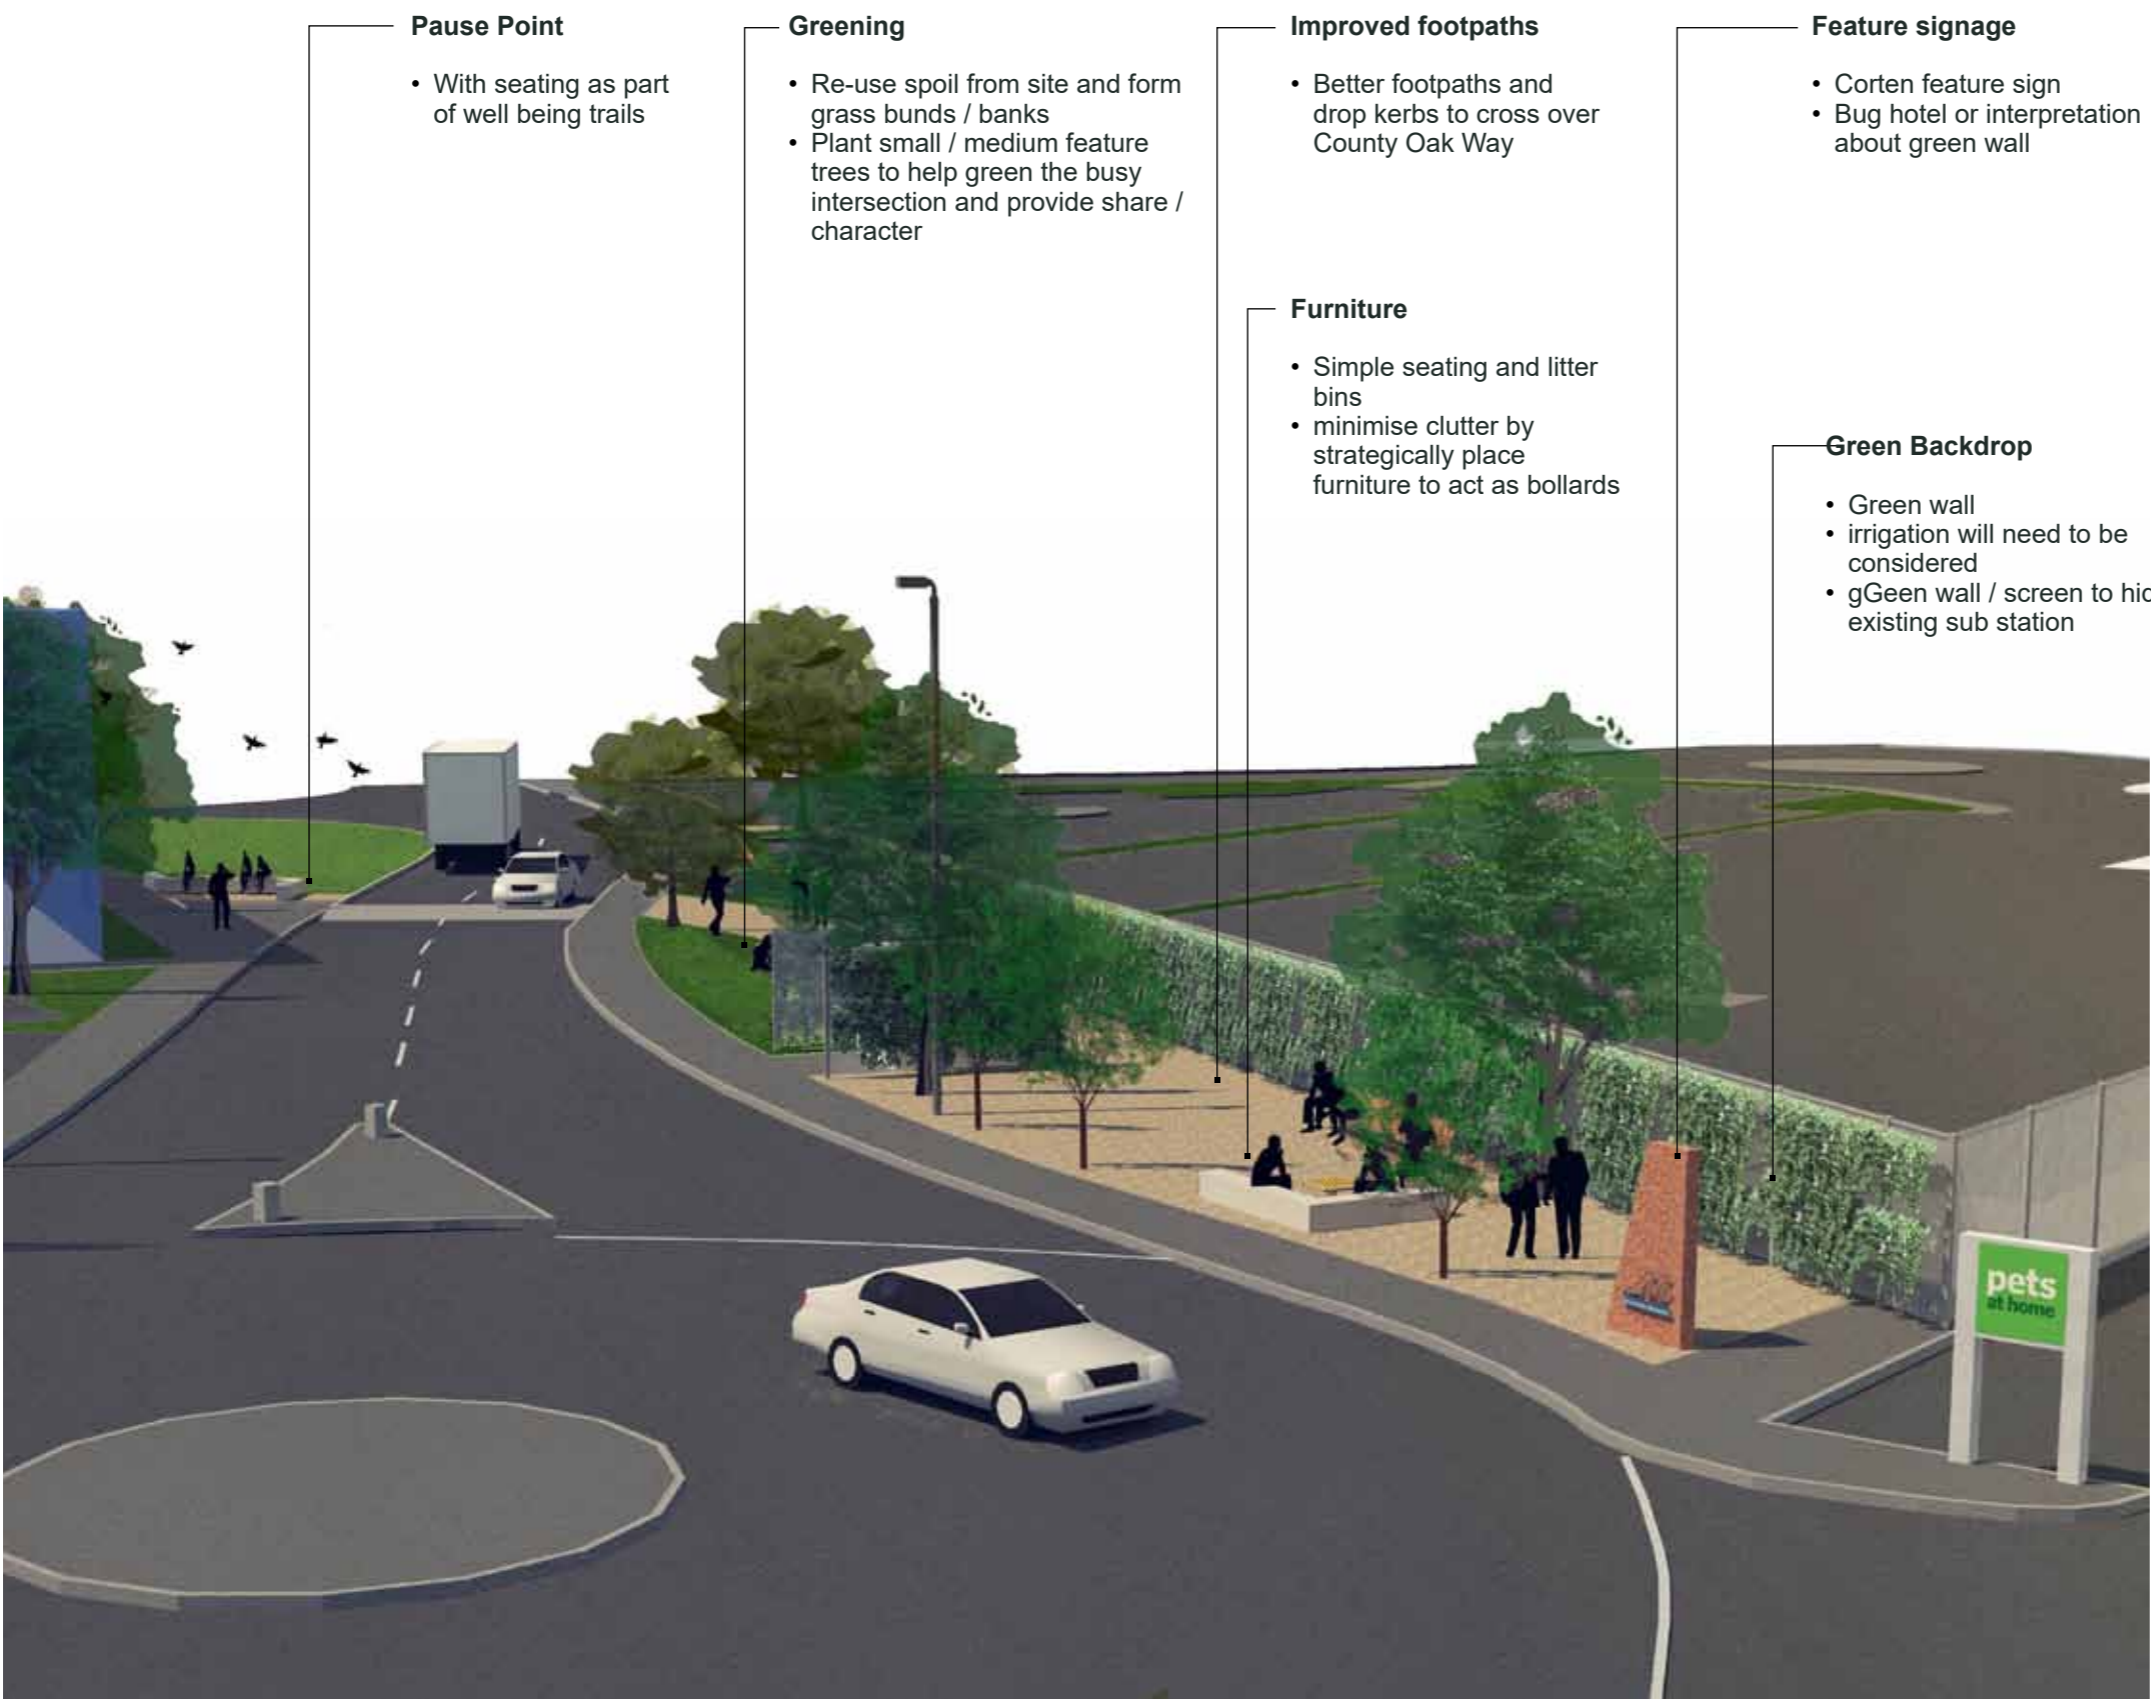 Pause Point
• With seating as part
of well being trails
Greening
• Re-use spoil from site and form
grass bunds / banks
• Plant small / medium feature
trees to help green the busy
intersection and provide share /
character
Improved footpaths
• Better footpaths and
drop kerbs to cross over
County Oak Way
Furniture
• Simple seating and litter
bins
• minimise clutter by
strategically place
furniture to act as bollards
Feature signage
• Corten feature sign
• Bug hotel or interpretation
about green wall
Green Backdrop
• Green wall
• irrigation will need to be
considered
• gGeen wall / screen to
existing sub station
pets
at home